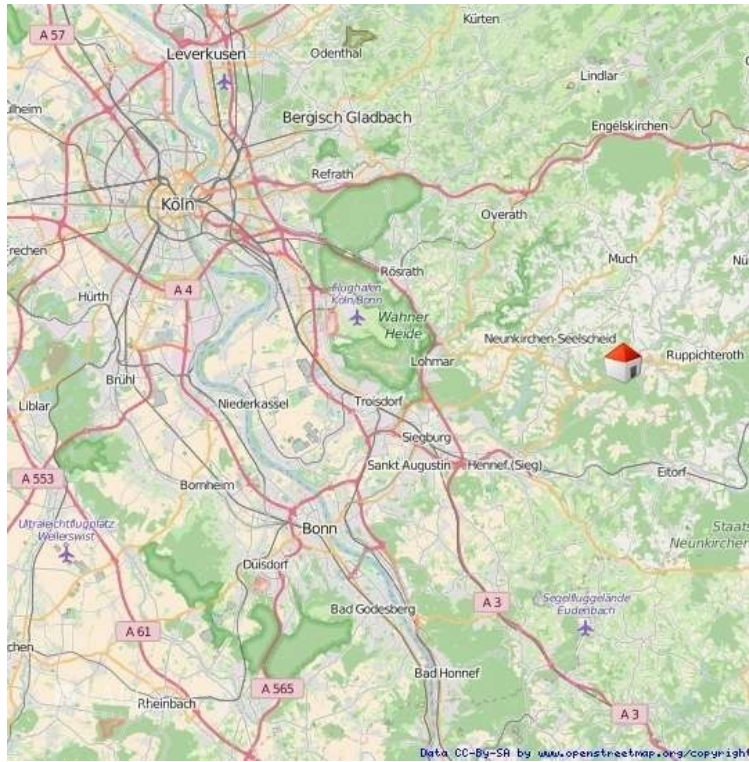 Kürten
A 57
Leverkusen
Odenthal
Lindlar
Bergisch Gladbach
Engelskirchen
Refrath
Köln
Overath
Much
Rösrath
A 4
Flughafen
Köln/Bonn
Hürth
Wahner
Heide
Neunkirchen-Seelscheid
Ruppichteroth
Lohmar
Brühl
Liblar
Niederkassel
Troisdorf
Siegburg
Sankt Augustin
Hennef (Sieg)
Eitorf
A 553
Bornheim
Ultraleichtflugplatz
Weilerswist
Bonn
Staats
Neunkircher
Duisdorf
Segelfluggelände
Eudenbach
A 3
Bad Godesberg
A 61
Bad Honnef
A 565
Rheinbach
A 3
Data CC-By-SA by www.openstreetmap.org/copyright